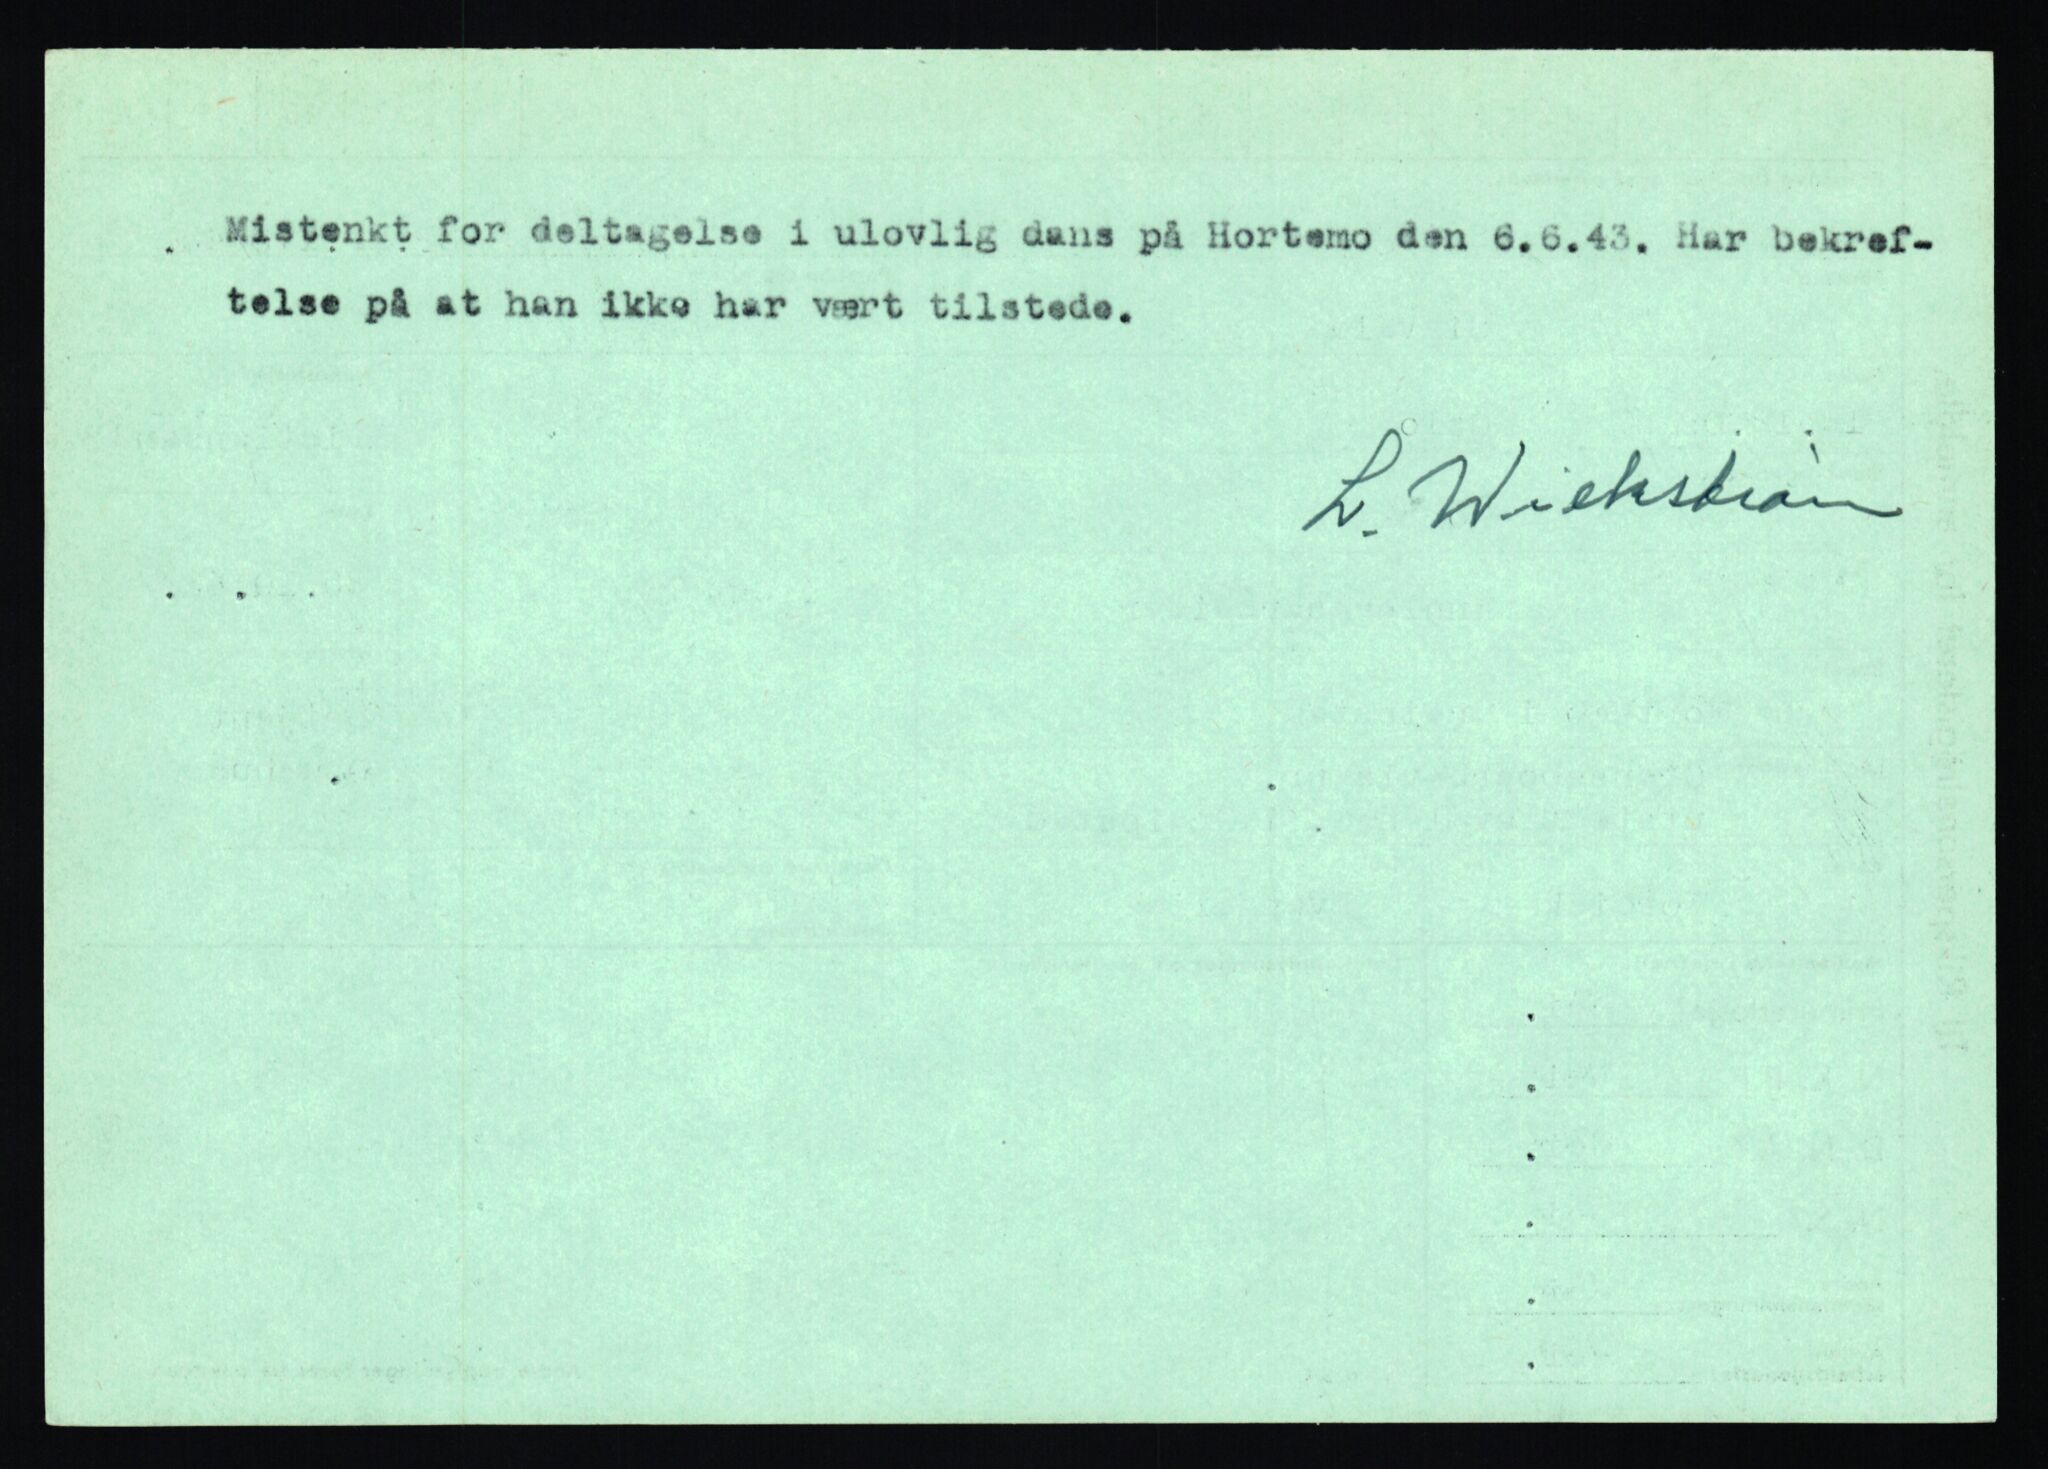 Mistenkt for deltagelse i ulovlig dans på Hortemo den 6.6.43. Har bekref-
telse på at han ikke har vært tilstede.
L. Wiekström